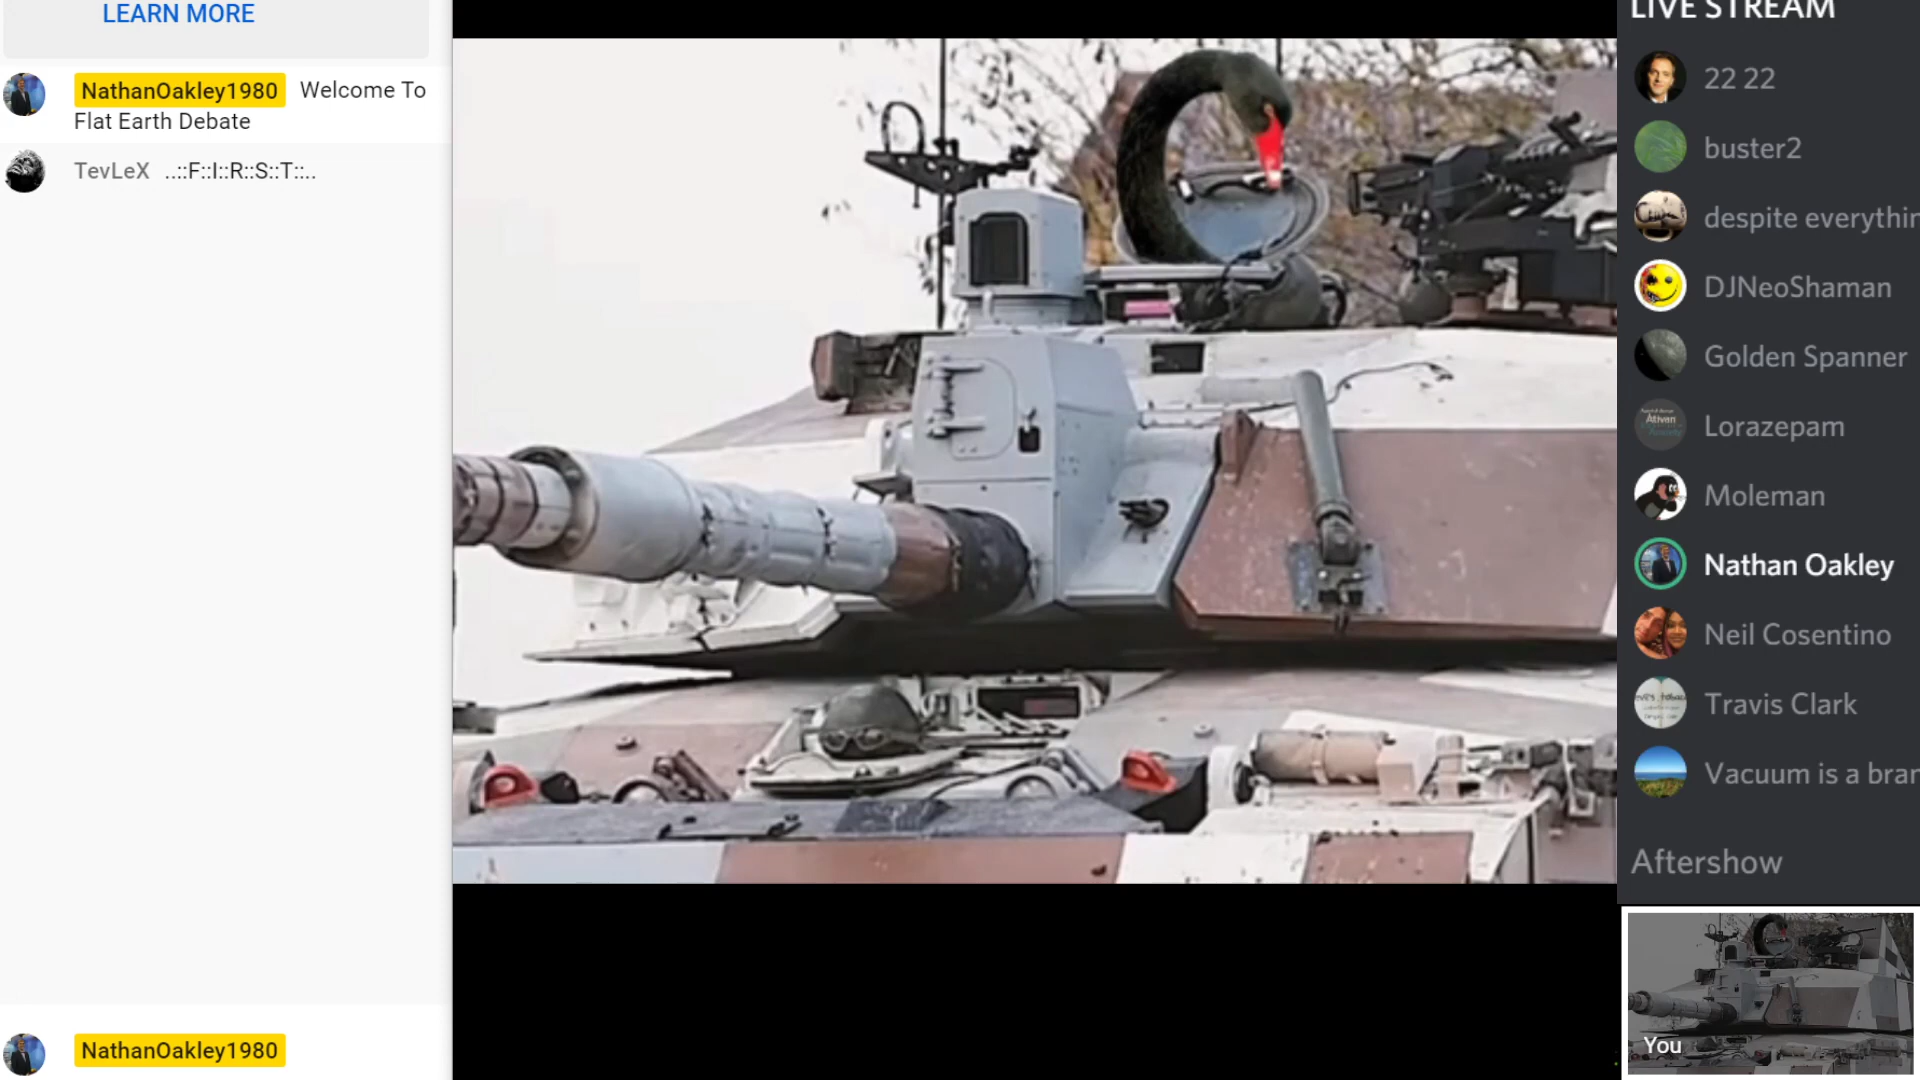 LEARN MORE
NathanOakley1980 Welcome To
Flat Earth Debate
TevLeX ..::F::I::R::S::T::..
NathanOakley1980
LIVE STREAM
22 22
buster2
despite everythin
DJNeoShaman
Golden Spanner
Lorazepam
Moleman
Nathan Oakley
Neil Cosentino
Travis Clark
Vacuum is a bran
Aftershow
You